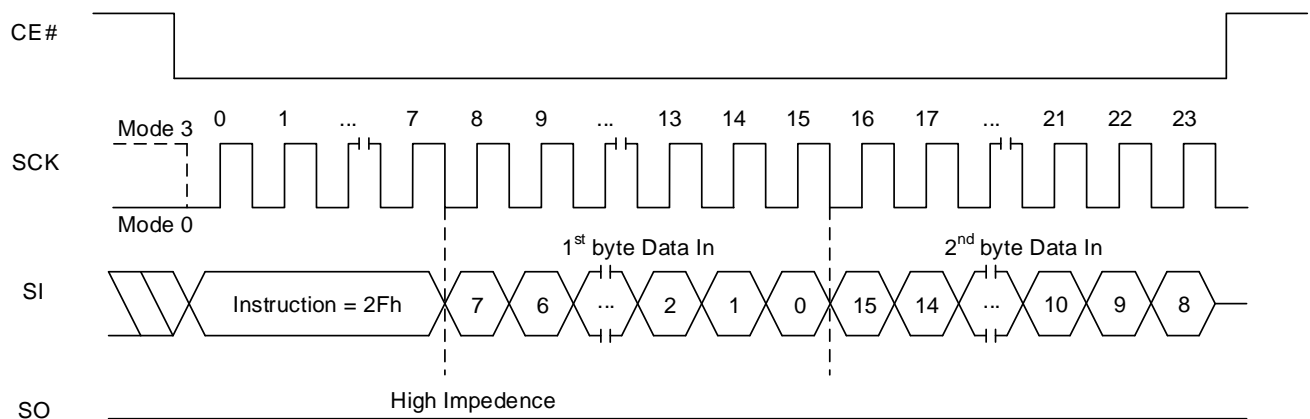 CE#
0 1 ... 7 8 9 ... 13 14 15 16 17 ... 21 22 23
Mode 3
SCK
Mode 0
1st byte Data In 2nd byte Data In
SI Instruction = 2Fh 7 6 ... 2 1 0 15 14 ... 10 9 8
High Impedence
SO